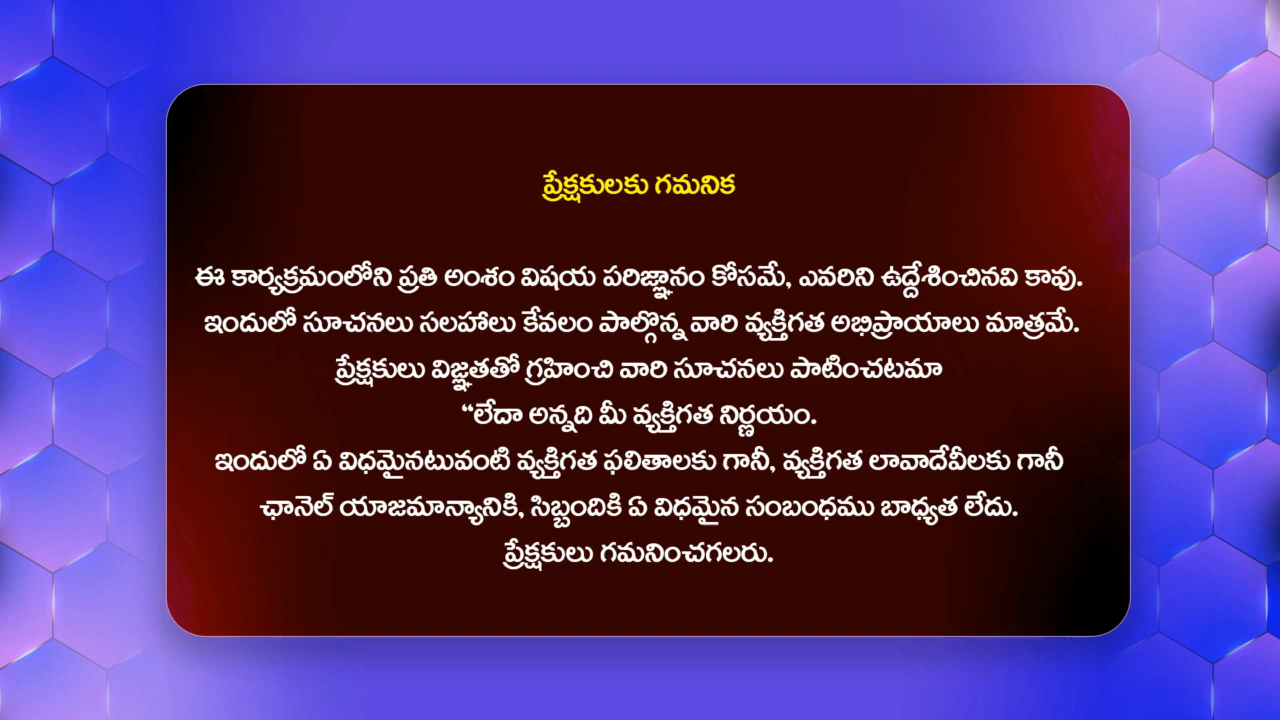 ప్రేక్షకులకు గమనిక
ఈ కార్యక్రమంలోని ప్రతి అంశం విషయ పరిజ్ఞానం కోసమే, ఎవరిని ఉద్దేశించినవి కావు.
ఇందులో సూచనలు సలహాలు కేవలం పాల్గొన్న వారి వ్యక్తిగత అభిప్రాయాలు మాత్రమే.
ప్రేక్షకులు విజ్ఞతతో గ్రహించి వారి సూచనలు పాటించటమా
“లేదా అన్నది మీ వ్యక్తిగత నిర్ణయం.
ఇందులో ఏ విధమైనటువంటి వ్యక్తిగత ఫలితాలకు గానీ, వ్యక్తిగత లావాదేవీలకు గానీ
ఛానెల్ యాజమాన్యానికి, సిబ్బందికి ఏ విధమైన సంబంధము బాధ్యత లేదు.
ప్రేక్షకులు గమనించగలరు.